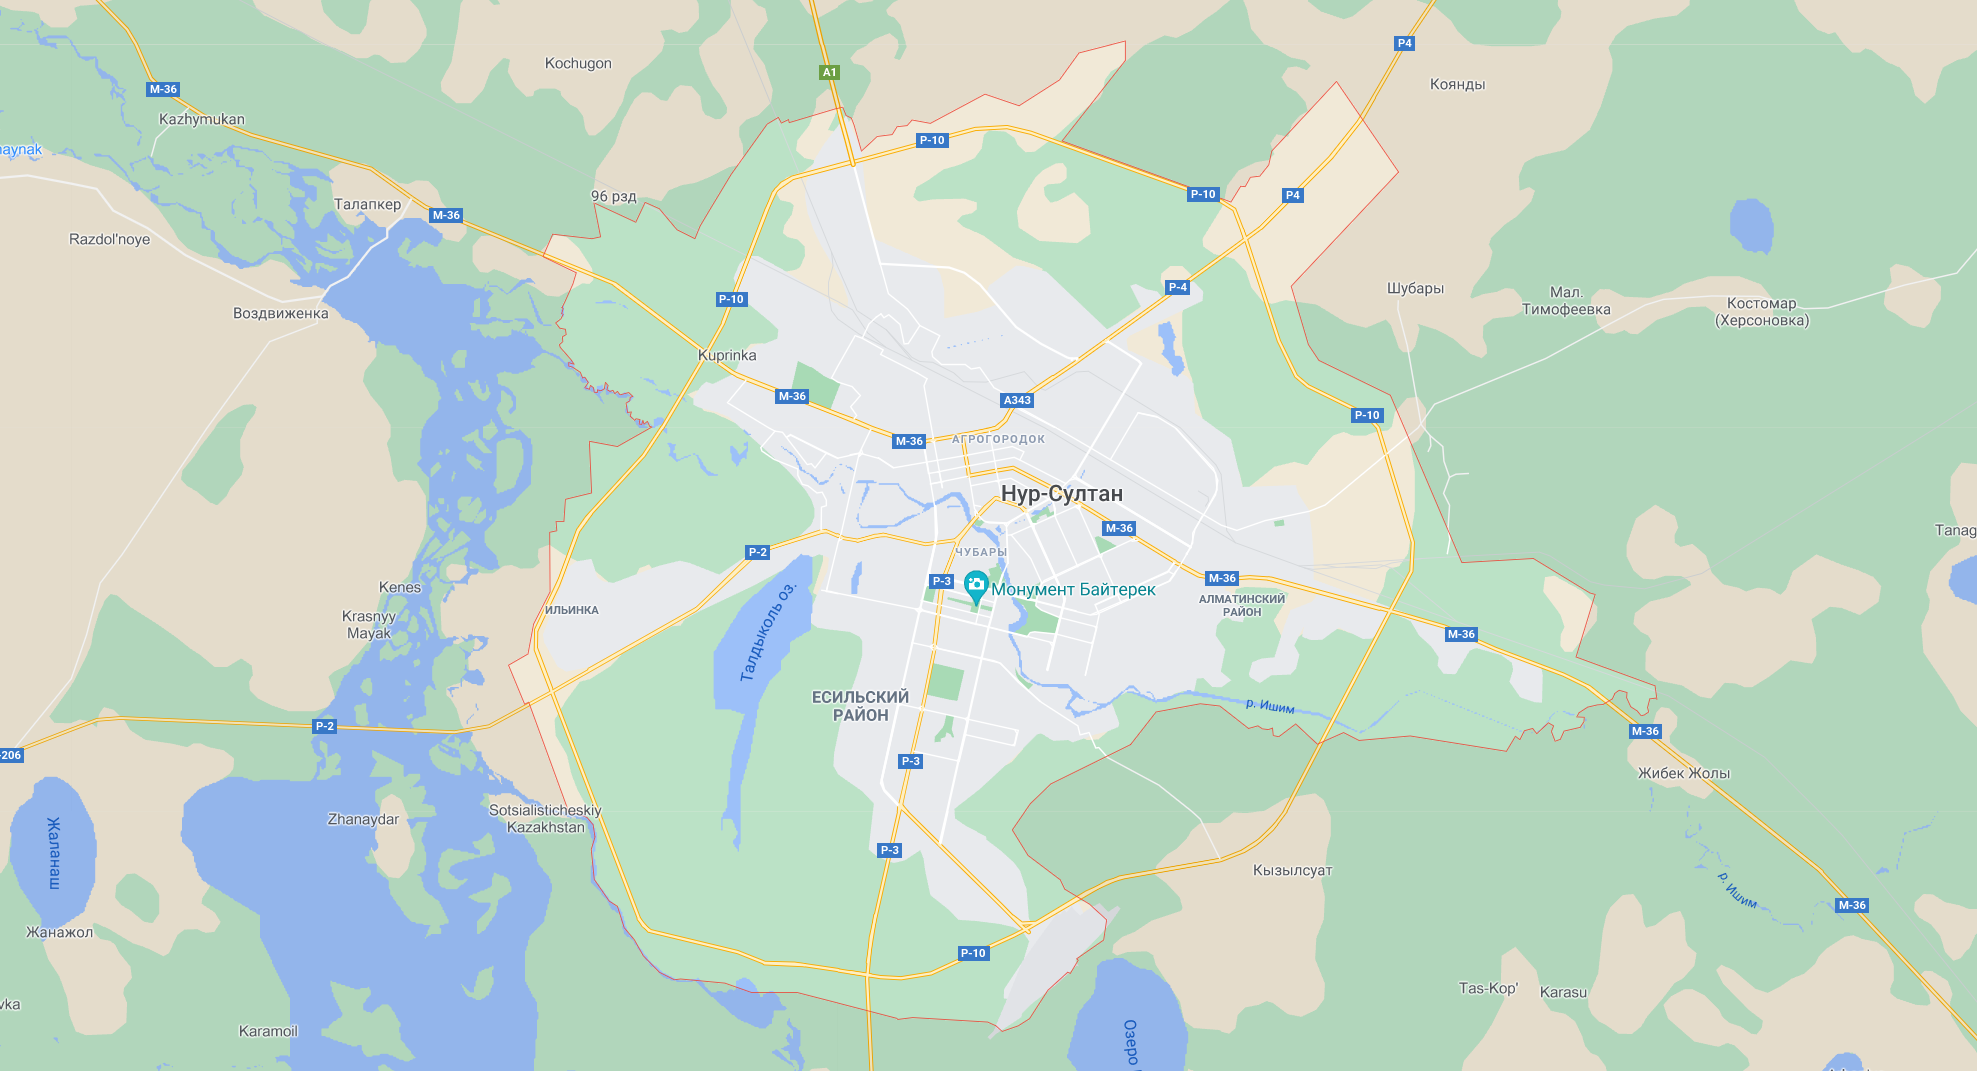 P4
Kochugon
A1
Коянды
M-36
Kazhymukan
P-10
aynak
96 рзд
P-10
P4
Талапкер
M-36
Razdol'noye
Шубары
P-4
Мал.
Тимофеевка
P-10
Костомар
(Херсоновка)
Воздвиженка
Kuprinka
M-36
A343
P-10
M-36
АГРОГОРОДОК
Нур-Султан
M-36
Tanag
P-2
ЧУБАРЫ
Kenes
P-3
Монумент Байтерек
M-36
ИЛЬИНКА
АЛМАТИНСКИЙ
РАЙОН
Krasnyy
Mayak
Талдыколь оз.
M-36
ЕСИЛЬСКИЙ
РАЙОН
р. Ишим
P-2
M-36
-206
P-3
Жибек Жолы
Sotsialisticheskiy
Kazakhstan
Zhanaydar
Жаланаш
P-3
Кызылсуат
р. Ишим
M-36
Жанажол
P-10
Tas-Kop'
Karasu
vka
Karamoil
Озеро